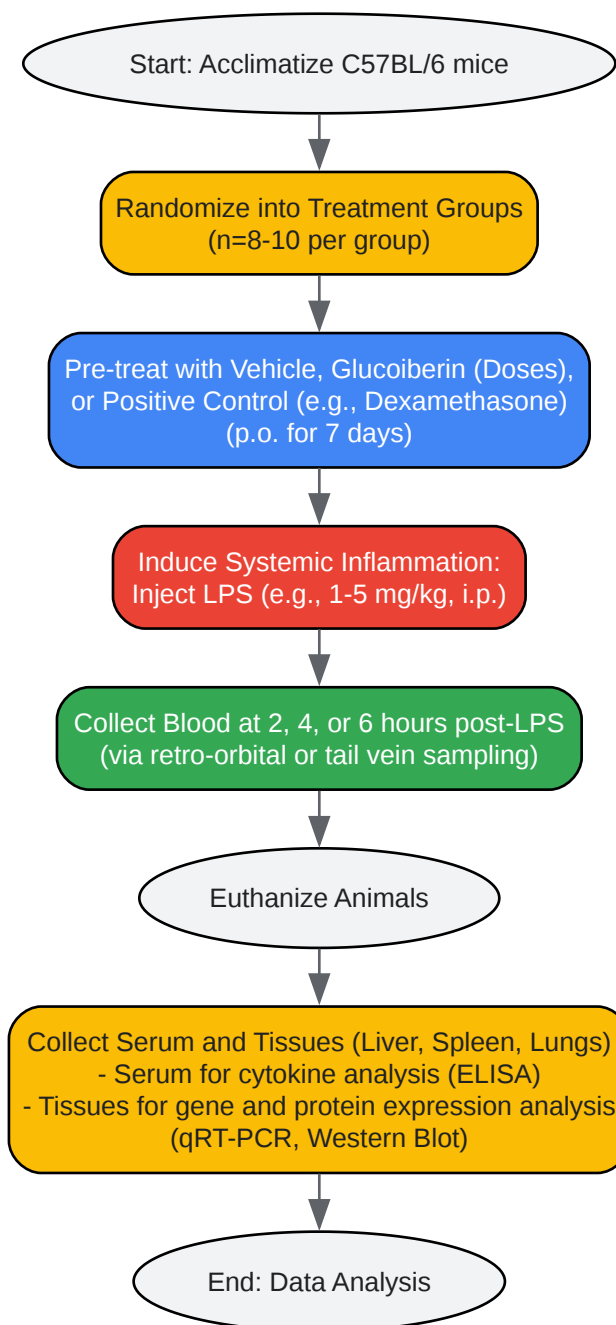 Start: Acclimatize C57BL/6 mice
Randomize into Treatment Groups
(n=8-10 per group)
Pre-treat with Vehicle, Glucoiberin (Doses),
or Positive Control (e.g., Dexamethasone)
(p.o. for 7 days)
Induce Systemic Inflammation:
Inject LPS (e.g., 1-5 mg/kg, i.p.)
Collect Blood at 2, 4, or 6 hours post-LPS
(via retro-orbital or tail vein sampling)
Euthanize Animals
Collect Serum and Tissues (Liver, Spleen, Lungs)
- Serum for cytokine analysis (ELISA)
- Tissues for gene and protein expression analysis
(qRT-PCR, Western Blot)
End: Data Analysis